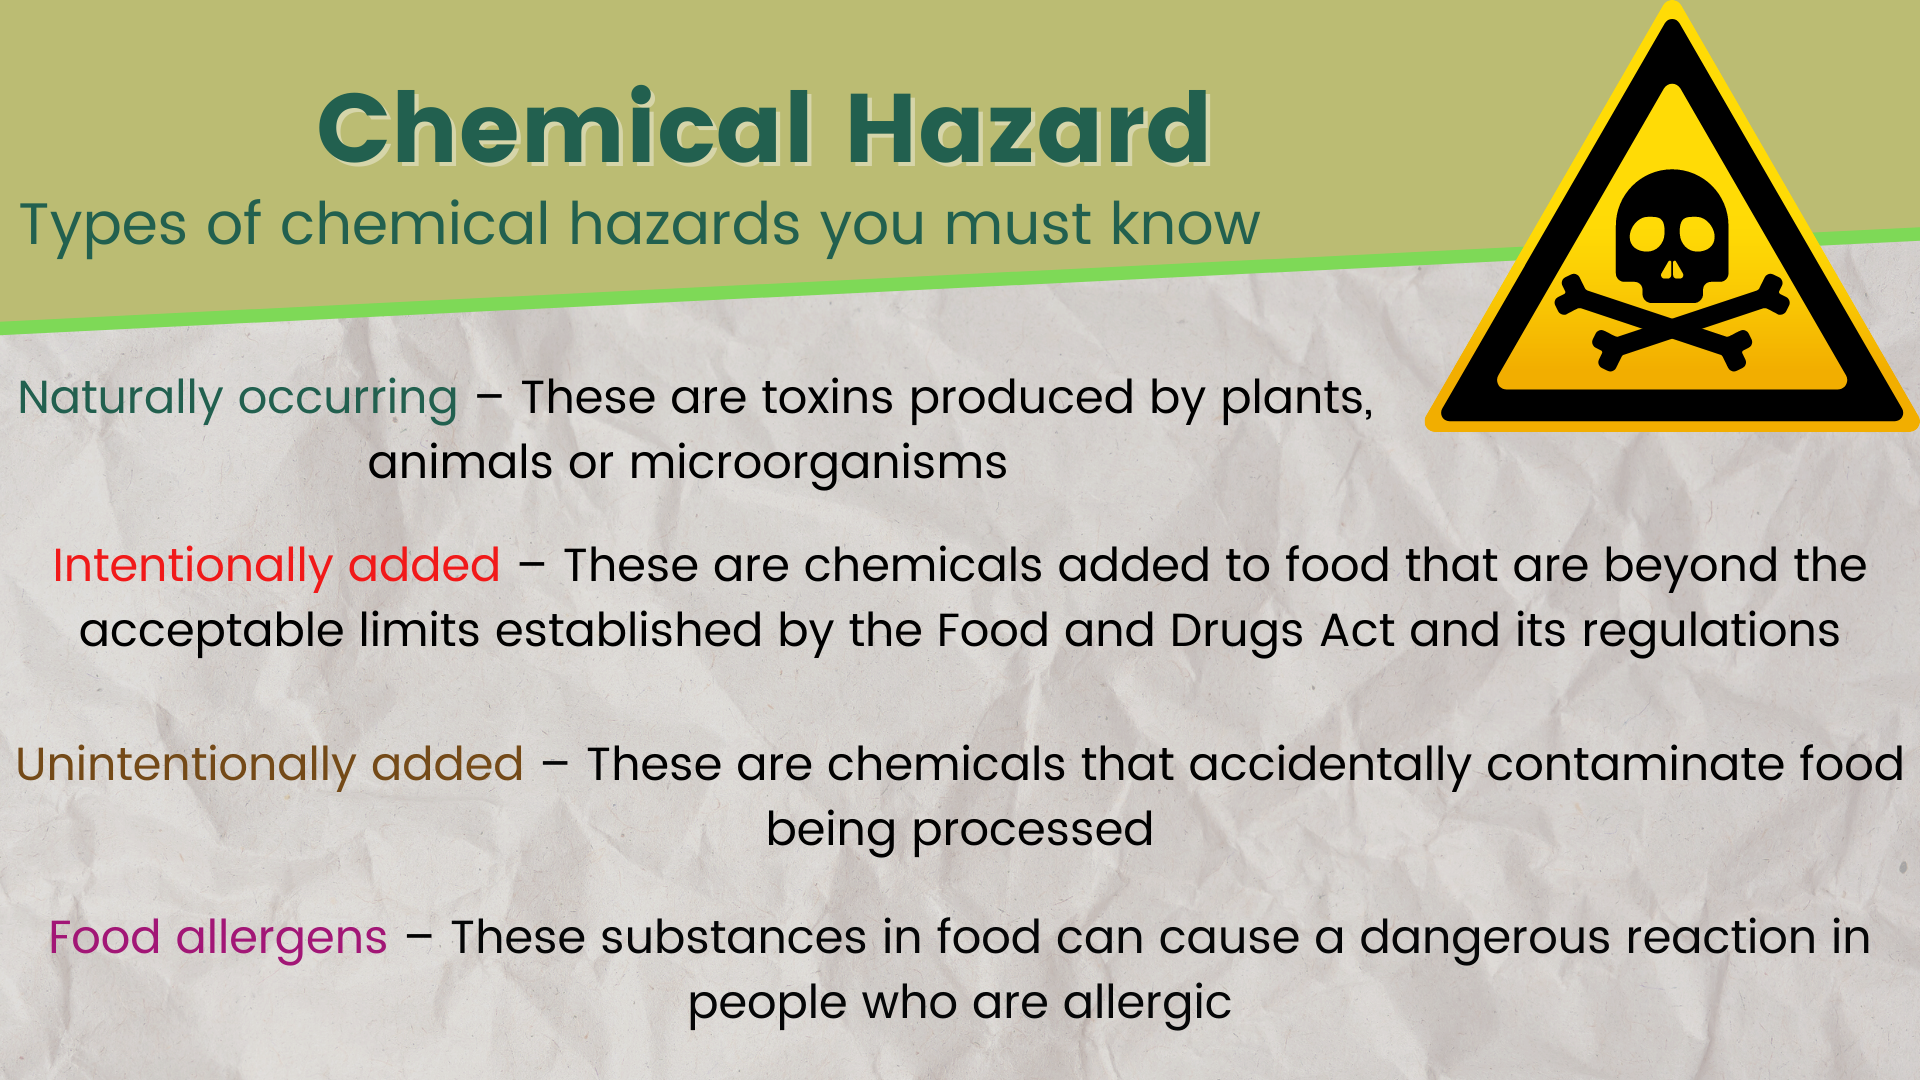 Chemical Hazard
Types of chemical hazards you must know
Naturally occurring – These are toxins produced by plants,
animals or microorganisms
Intentionally added – These are chemicals added to food that are beyond the
acceptable limits established by the Food and Drugs Act and its regulations
Unintentionally added – These are chemicals that accidentally contaminate food
being processed
Food allergens – These substances in food can cause a dangerous reaction in
people who are allergic